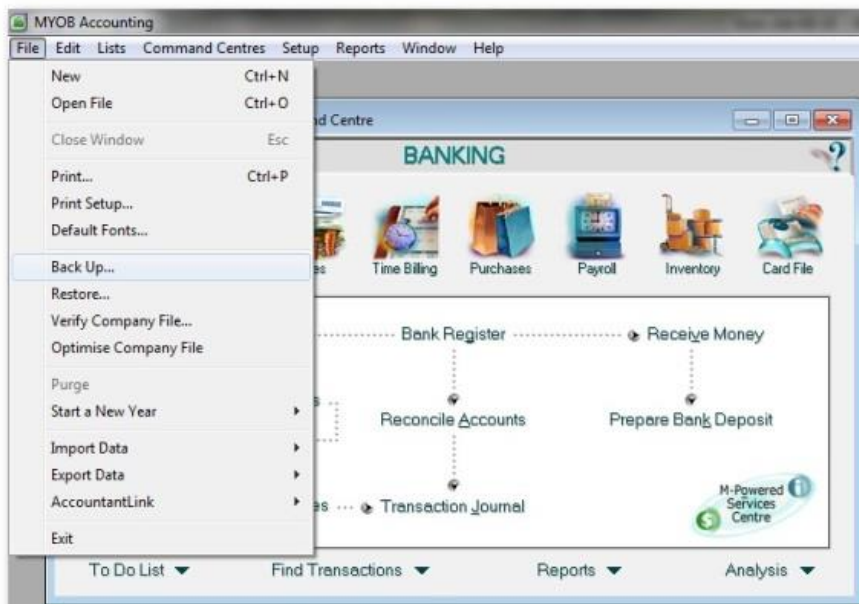 MYOB Accounting
File Edit Lists Command Centres Setup Reports Window Help
New Ctrl+N
Open File Ctrl+O
Close Window Esc
Print... Ctrl+P
Print Setup...
Default Fonts...
Back Up...
Restore...
Verify Company File...
Optimise Company File
Purge
Start a New Year
Import Data
Export Data
AccountantLink
Exit
nd Centre
BANKING
es Time Billing Purchases Payroll Inventory Card File
Bank Register Receive Money
s
Reconcile Accounts Prepare Bank Deposit
es Transaction Journal
M-Powered
Services
Centre
To Do List Find Transactions Reports Analysis